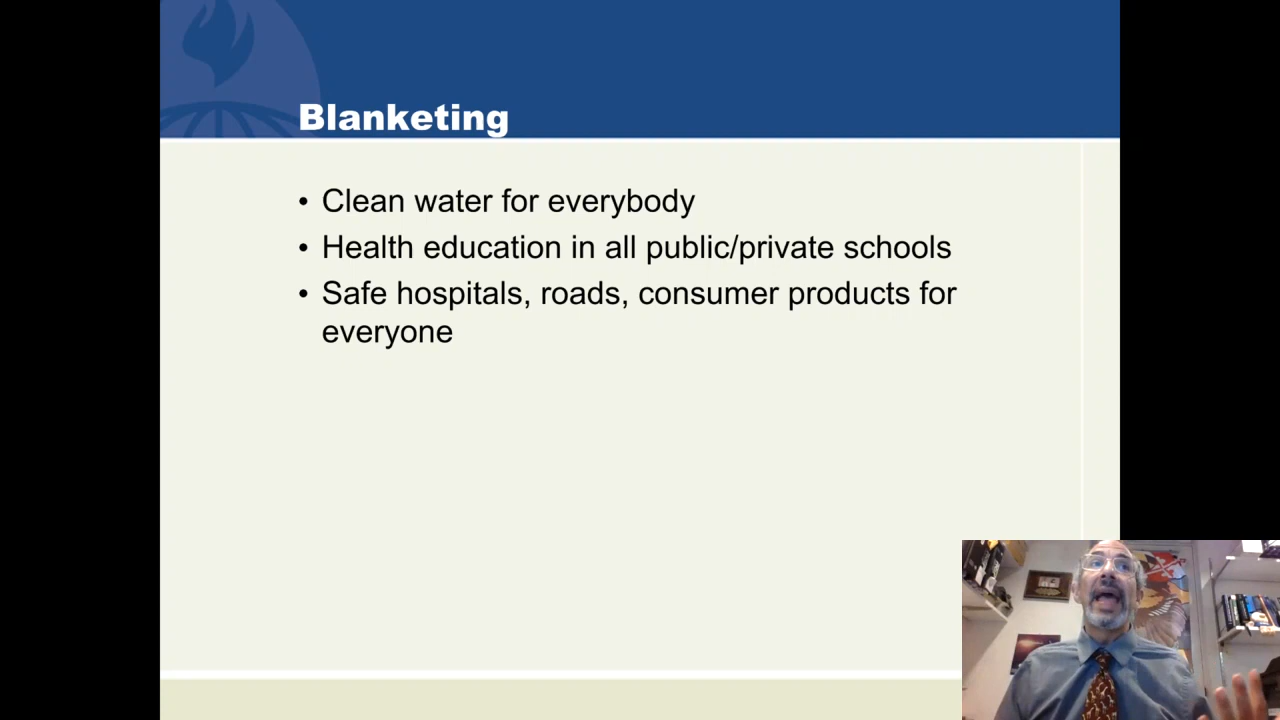 Blanketing
• Clean water for everybody
• Health education in all public/private schools
• Safe hospitals, roads, consumer products for
everyone